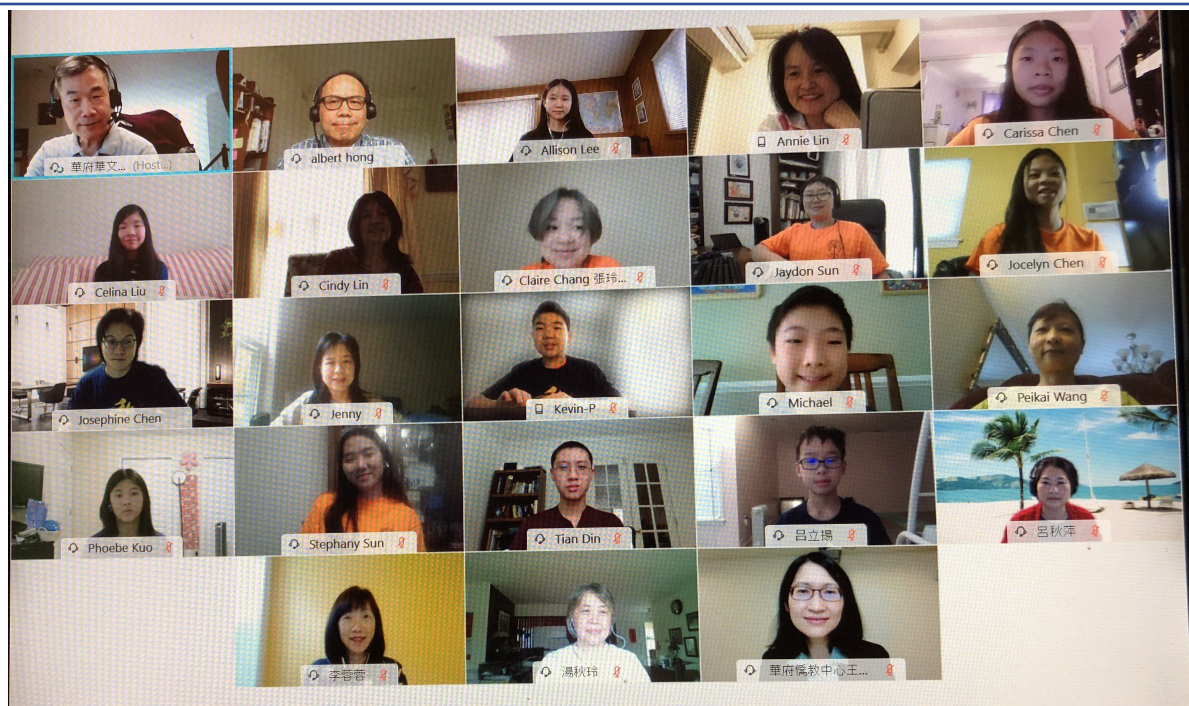 華府華文... (Host...)
albert hong
Allison Lee
Annie Lin
Carissa Chen
Celina Liu
Cindy Lin
Claire Chang 張玲...
Jaydon Sun
Jocelyn Chen
Josephine Chen
Jenny
Kevin-P
Michael
Peikai Wang
Phoebe Kuo
Stephany Sun
Tian Din
呂立揚
呂秋萍
李蓉蓉
湯秋玲
華府僑教中心王...